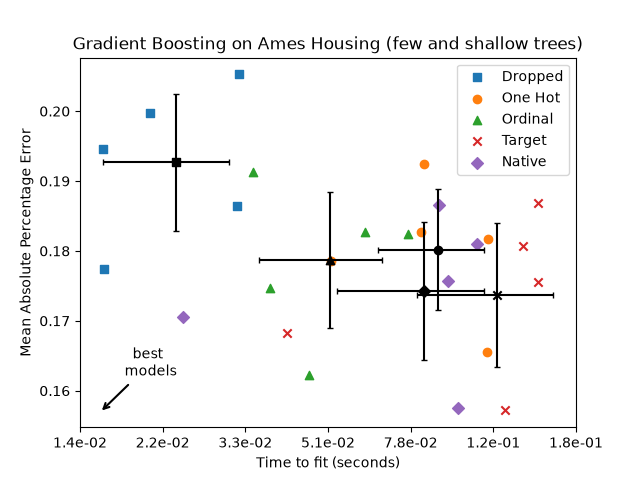 Gradient Boosting on Ames Housing (few and shallow trees)
Mean Absolute Percentage Error
0.20
0.19
0.18
0.17
0.16
Dropped
One Hot
Ordinal
Target
Native
best
models
1.4e-02 2.2e-02 3.3e-02 5.1e-02 7.8e-02 1.2e-01 1.8e-01
Time to fit (seconds)